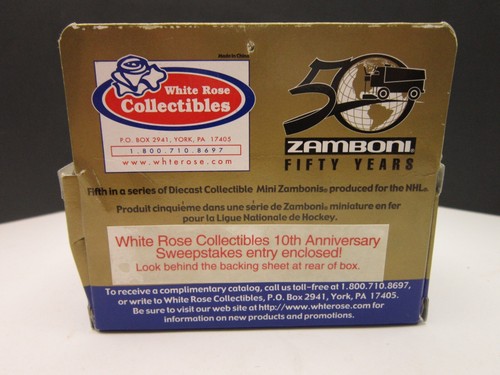 Made in China
White Rose
Collectibles
P.O. BOX 2941, YORK, PA 17405
1.800.710.8697
www.whterose.com
50
ZAMBONI®
FIFTY YEARS
Fifth in a series of Diecast Collectible Mini Zambonis® produced for the NHL®.
Produit cinquième dans une série de Zamboni® miniature en fer
pour la Ligue Nationale de Hockey.
White Rose Collectibles 10th Anniversary
Sweepstakes entry enclosed!
Look behind the backing sheet at rear of box.
To receive a complimentary catalog, call us toll-free at 1.800.710.8697,
or write to White Rose Collectibles, P.O. Box 2941, York, PA 17405.
Be sure to visit our web site at http://www.whterose.com for
information on new products and promotions.